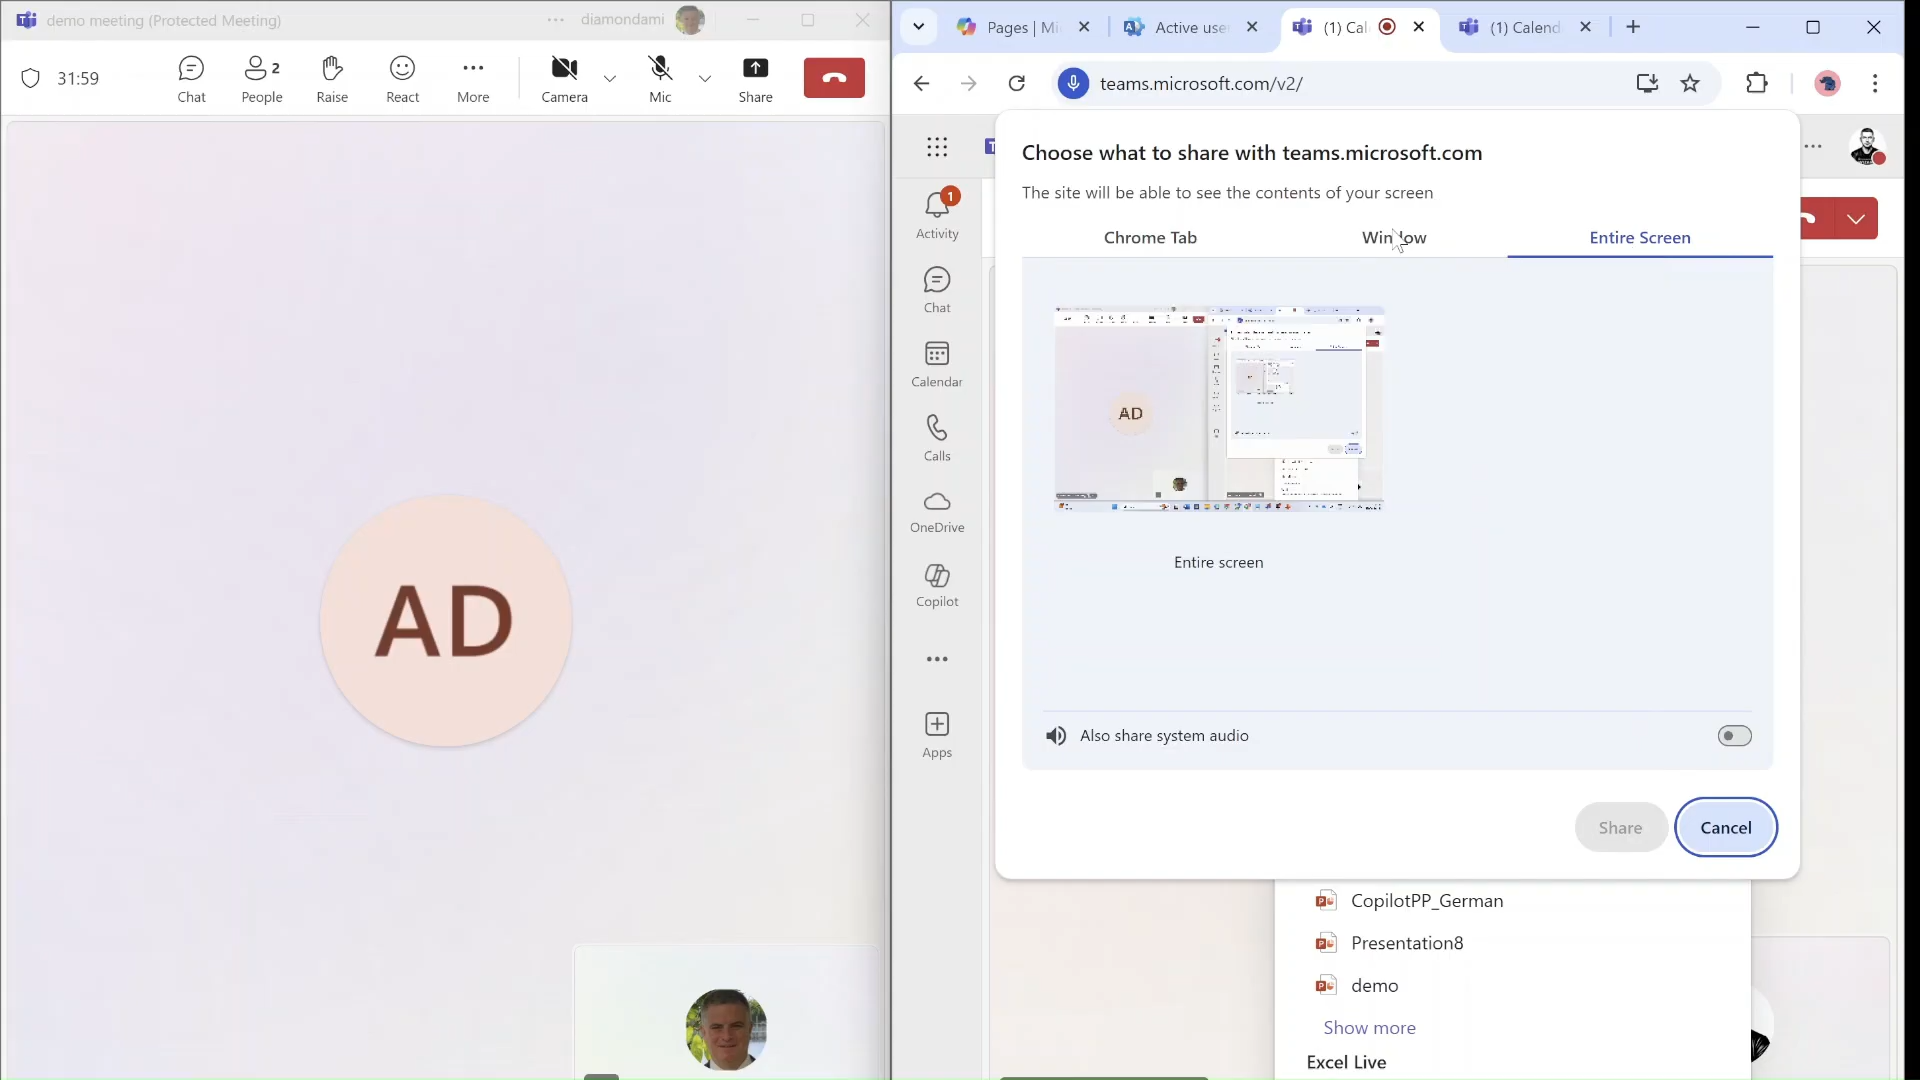 demo meeting (Protected Meeting)
diamondami
31:59
Chat
People
2
Raise
React
More
Camera
Mic
Share
AD
Pages | Mi
Active use
(1) Cal
(1) Calend
teams.microsoft.com/v2/
1
Activity
Chat
Calendar
Calls
OneDrive
Copilot
Apps
Choose what to share with teams.microsoft.com
The site will be able to see the contents of your screen
Chrome Tab
Window
Entire Screen
AD
Entire screen
Also share system audio
Share
Cancel
CopilotPP_German
Presentation8
demo
Show more
Excel Live